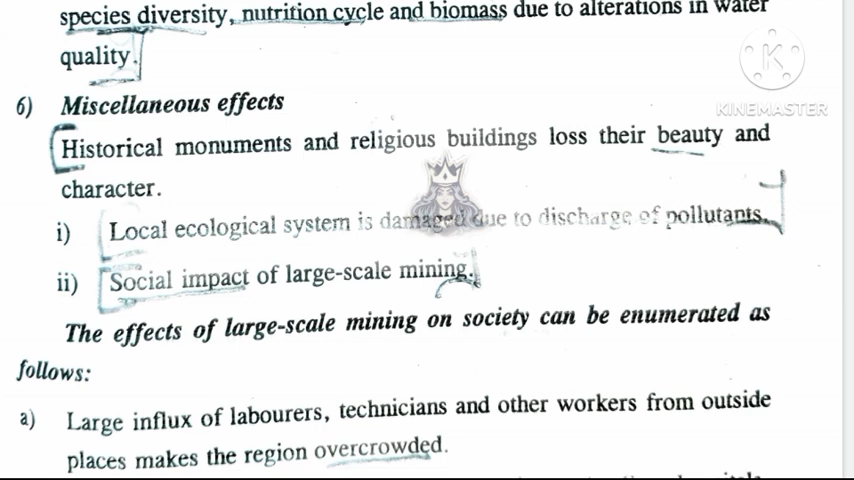 species diversity, nutrition cycle and biomass due to alterations in water
quality.
KINEMASTER
6) Miscellaneous effects
Historical monuments and religious buildings loss their beauty and
character.
i) Local ecological system is damaged due to discharge of pollutants.
ii) Social impact of large-scale mining.
The effects of large-scale mining on society can be enumerated as
follows:
a) Large influx of labourers, technicians and other workers from outside
places makes the region overcrowded.